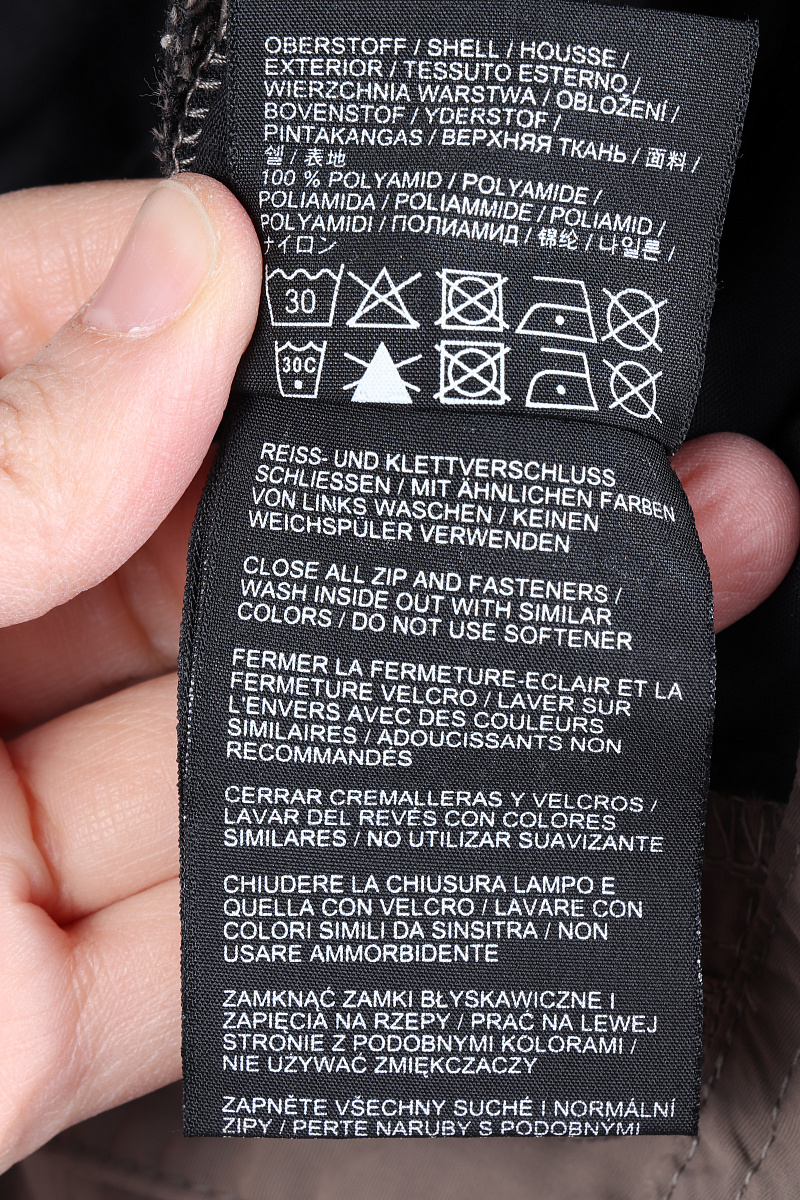 OBERSTOFF / SHELL / HOUSSE /
EXTERIOR / TESSUTO ESTERNO /
WIERZCHNIA WARSTWA / OBLOŽENÍ /
BOVENSTOF / YDERSTOF /
PINTAKANGAS / ВЕРХНЯЯ ТКАНЬ / 面料 /
쉘 / 表地
100 % POLYAMID / POLYAMIDE /
POLIAMIDA / POLIAMMIDE / POLIAMID /
POLYAMIDI / ПОЛИАМИД / 锦纶 / 나일론 /
ナイロン
30
30C
REISS- UND KLETTVERSCHLUSS
SCHLIESSEN / MIT ÄHNLICHEN FARBEN
VON LINKS WASCHEN / KEINEN
WEICHSPÜLER VERWENDEN
CLOSE ALL ZIP AND FASTENERS /
WASH INSIDE OUT WITH SIMILAR
COLORS / DO NOT USE SOFTENER
FERMER LA FERMETURE-ECLAIR ET LA
FERMETURE VELCRO / LAVER SUR
L'ENVERS AVEC DES COULEURS
SIMILAIRES / ADOUCISSANTS NON
RECOMMANDÉS
CERRAR CREMALLERAS Y VELCROS /
LAVAR DEL REVÉS CON COLORES
SIMILARES / NO UTILIZAR SUAVIZANTE
CHIUDERE LA CHIUSURA LAMPO E
QUELLA CON VELCRO / LAVARE CON
COLORI SIMILI DA SINSITRA / NON
USARE AMMORBIDENTE
ZAMKNĄĆ ZAMKI BŁYSKAWICZNE I
ZAPIĘCIA NA RZEPY / PRAĆ NA LEWEJ
STRONIE Z PODOBNYMI KOLORAMI /
NIE UŻYWAĆ ZMIĘKCZACZY
ZAPNĚTE VŠECHNY SUCHÉ I NORMÁLNÍ
ZIPY / PERTE NARUBY S PODOBNÝMI